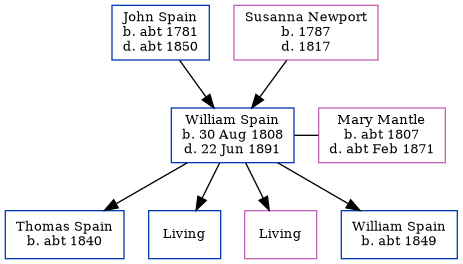 John Spain
b. abt 1781
d. abt 1850
Susanna Newport
b. 1787
d. 1817
William Spain
b. 30 Aug 1808
d. 22 Jun 1891
Mary Mantle
b. abt 1807
d. abt Feb 1871
Thomas Spain
b. abt 1840
Living
Living
William Spain
b. abt 1849